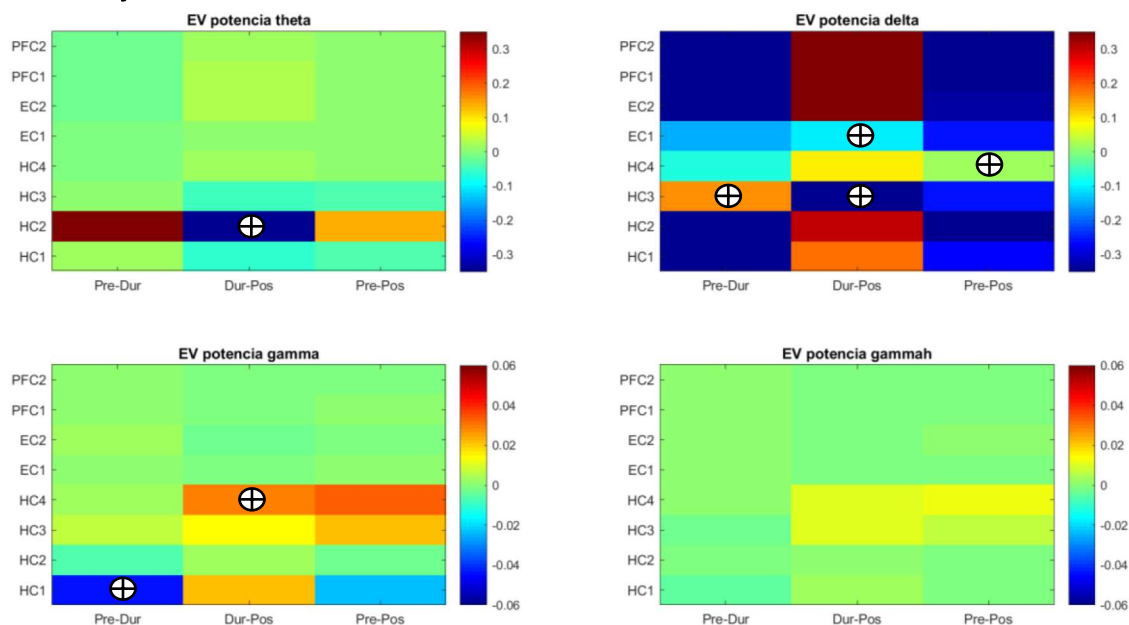 EV potencia theta
PFC2
PFC1
EC2
EC1
HC4
HC3
HC2
HC1
Pre-Dur Dur-Pos Pre-Pos
0.3
0.2
0.1
0
-0.1
-0.2
-0.3
EV potencia delta
PFC2
PFC1
EC2
EC1
HC4
HC3
HC2
HC1
Pre-Dur Dur-Pos Pre-Pos
0.3
0.2
0.1
0
-0.1
-0.2
-0.3
EV potencia gamma
PFC2
PFC1
EC2
EC1
HC4
HC3
HC2
HC1
Pre-Dur Dur-Pos Pre-Pos
0.06
0.04
0.02
0
-0.02
-0.04
-0.06
EV potencia gammah
PFC2
PFC1
EC2
EC1
HC4
HC3
HC2
HC1
Pre-Dur Dur-Pos Pre-Pos
0.06
0.04
0.02
0
-0.02
-0.04
-0.06